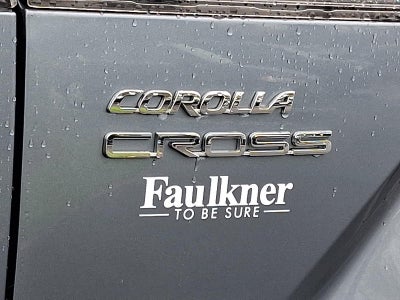 COROLLA
CROSS
Faulkner
TO BE SURE